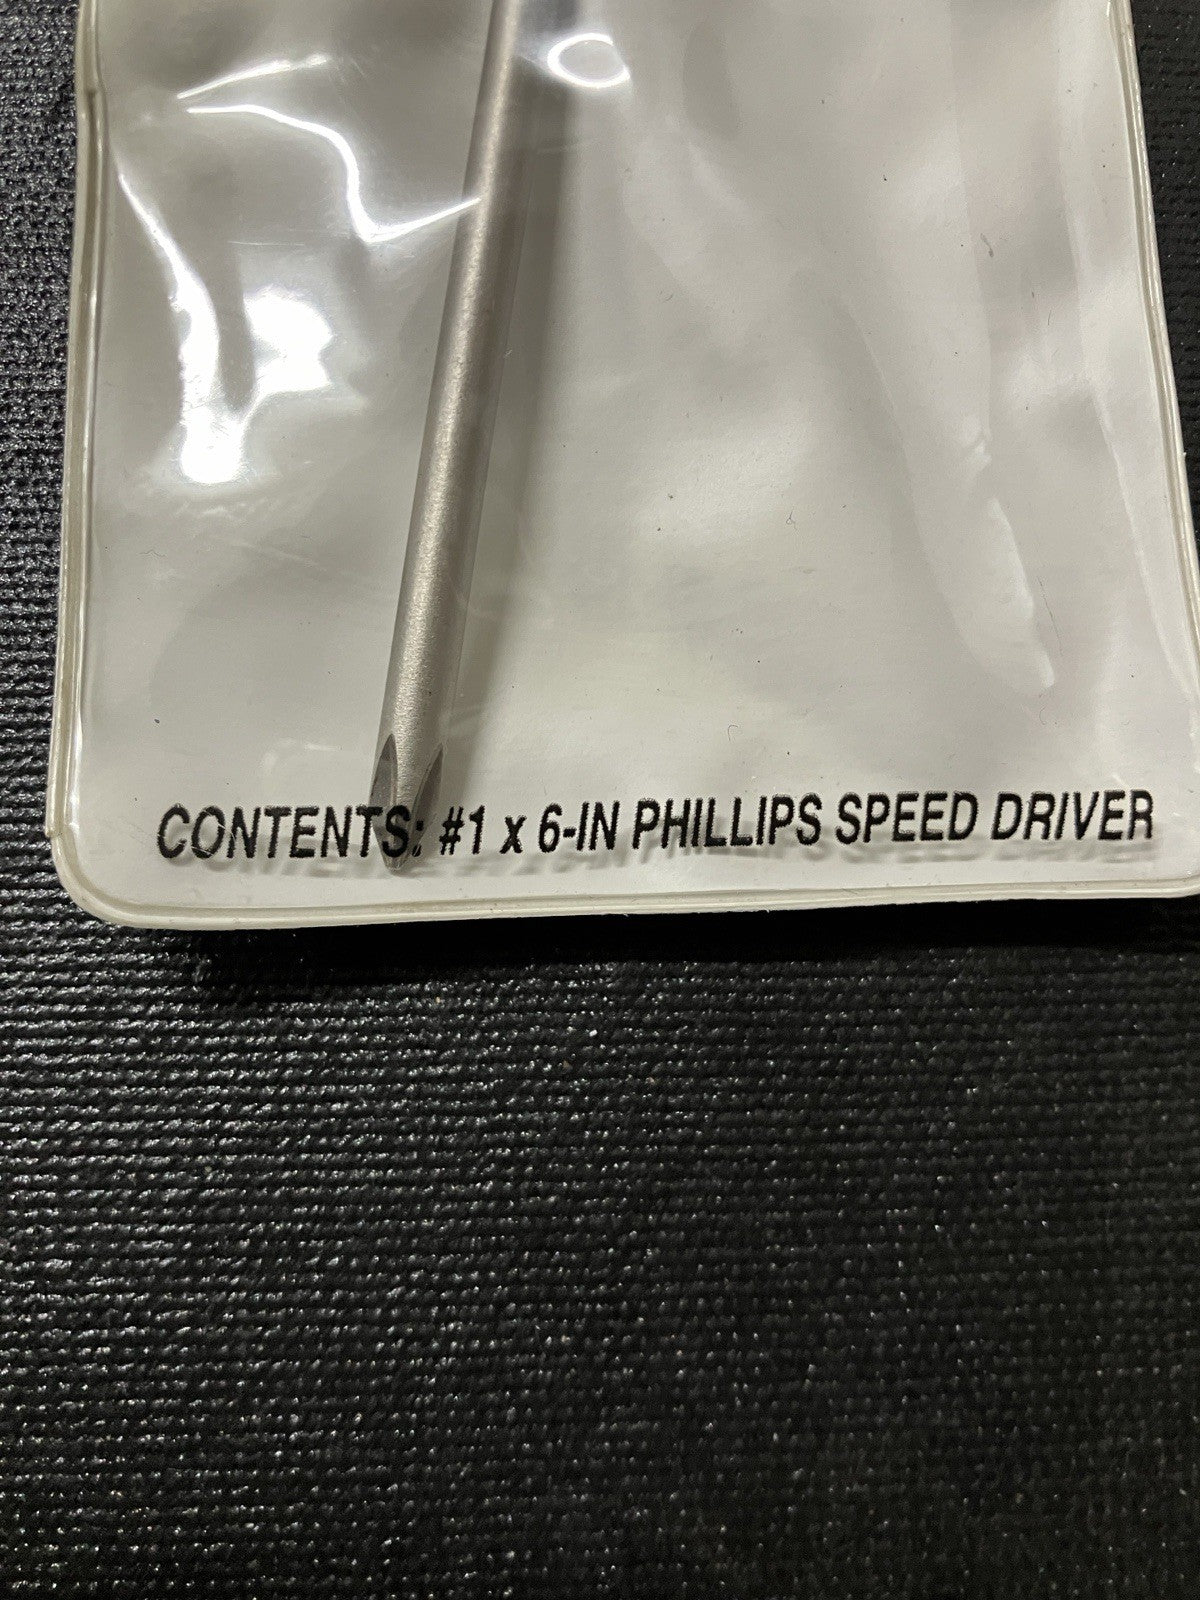 CONTENTS: #1 x 6-IN PHILLIPS SPEED DRIVER